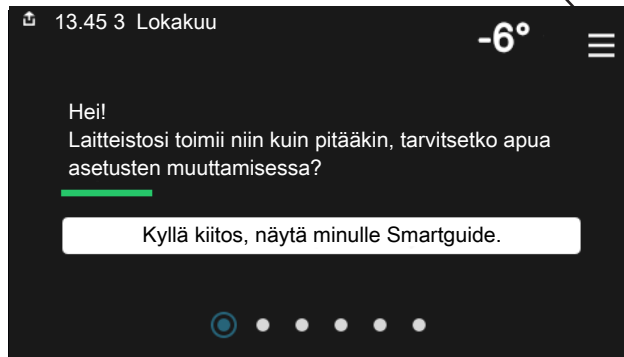 13.45 3 Lokakuu
-6°
Hei!
Laitteistosi toimii niin kuin pitääkin, tarvitsetko apua
asetusten muuttamisessa?
Kyllä kiitos, näytä minulle Smartguide.